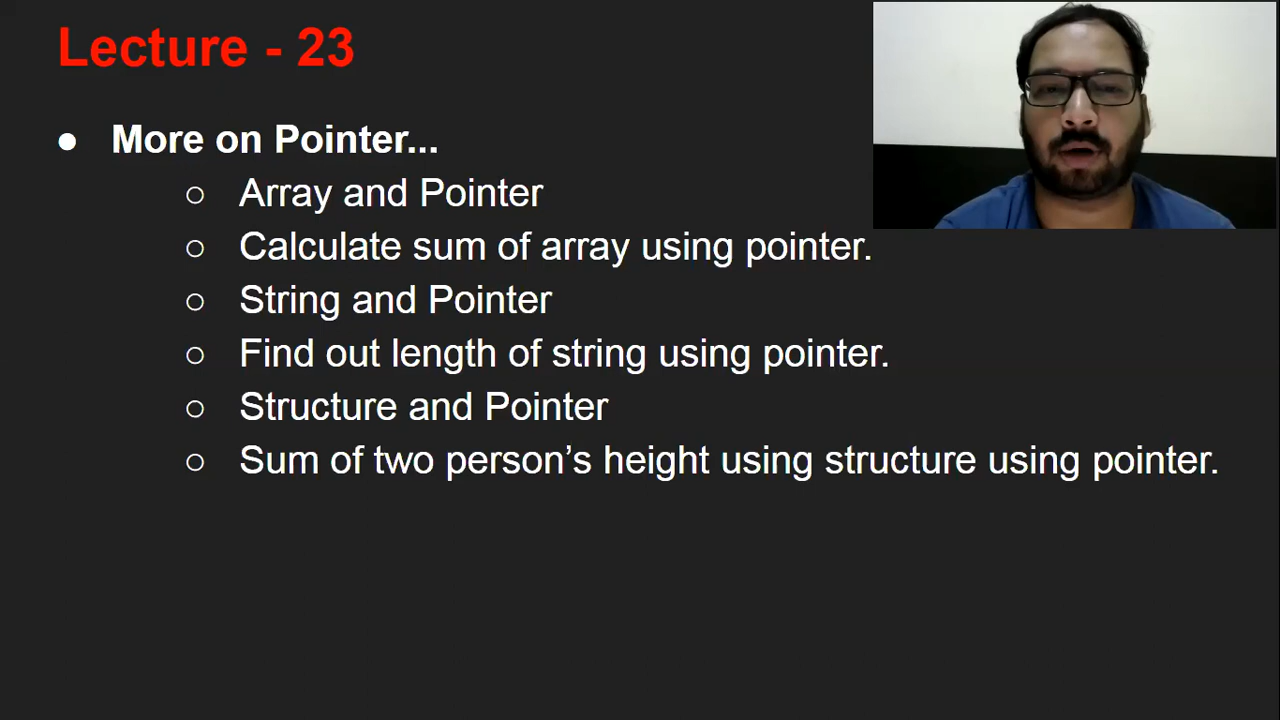 Lecture - 23
● More on Pointer...
○ Array and Pointer
○ Calculate sum of array using pointer.
○ String and Pointer
○ Find out length of string using pointer.
○ Structure and Pointer
○ Sum of two person’s height using structure using pointer.